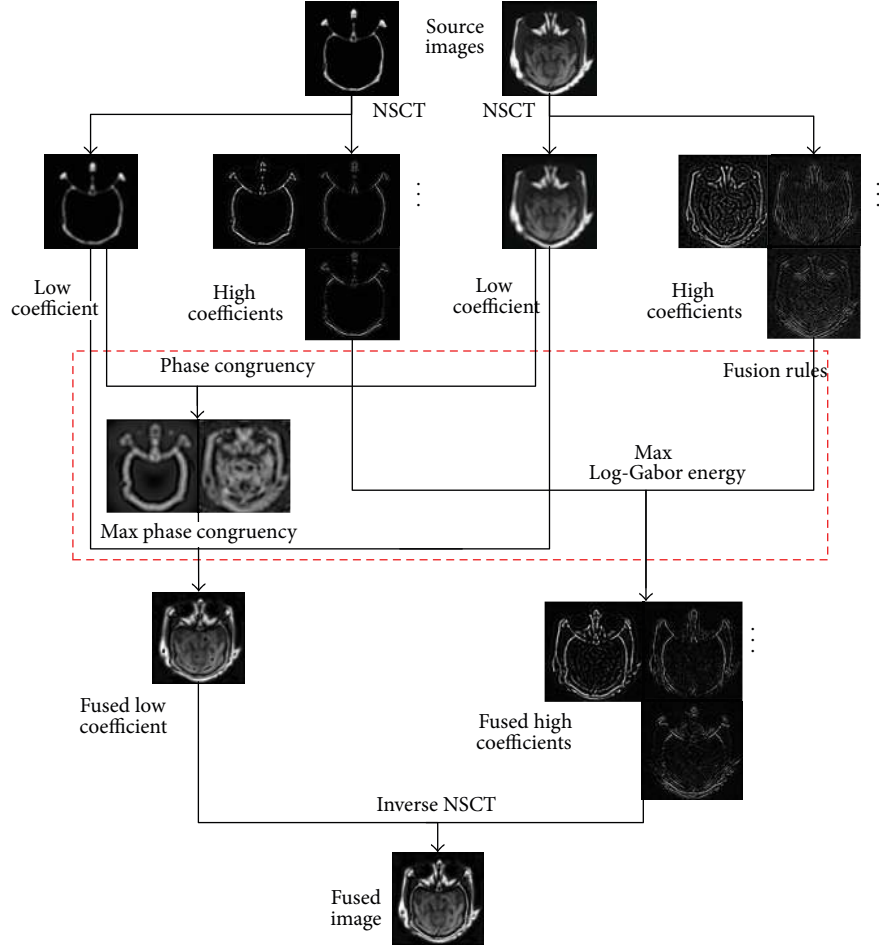 Source
images
NSCT
NSCT
⋮
⋮
Low
coefficient
High
coefficients
Low
coefficient
High
coefficients
Phase congruency
Fusion rules
Max
Log-Gabor energy
Max phase congruency
⋮
Fused low
coefficient
Fused high
coefficients
Inverse NSCT
Fused
image